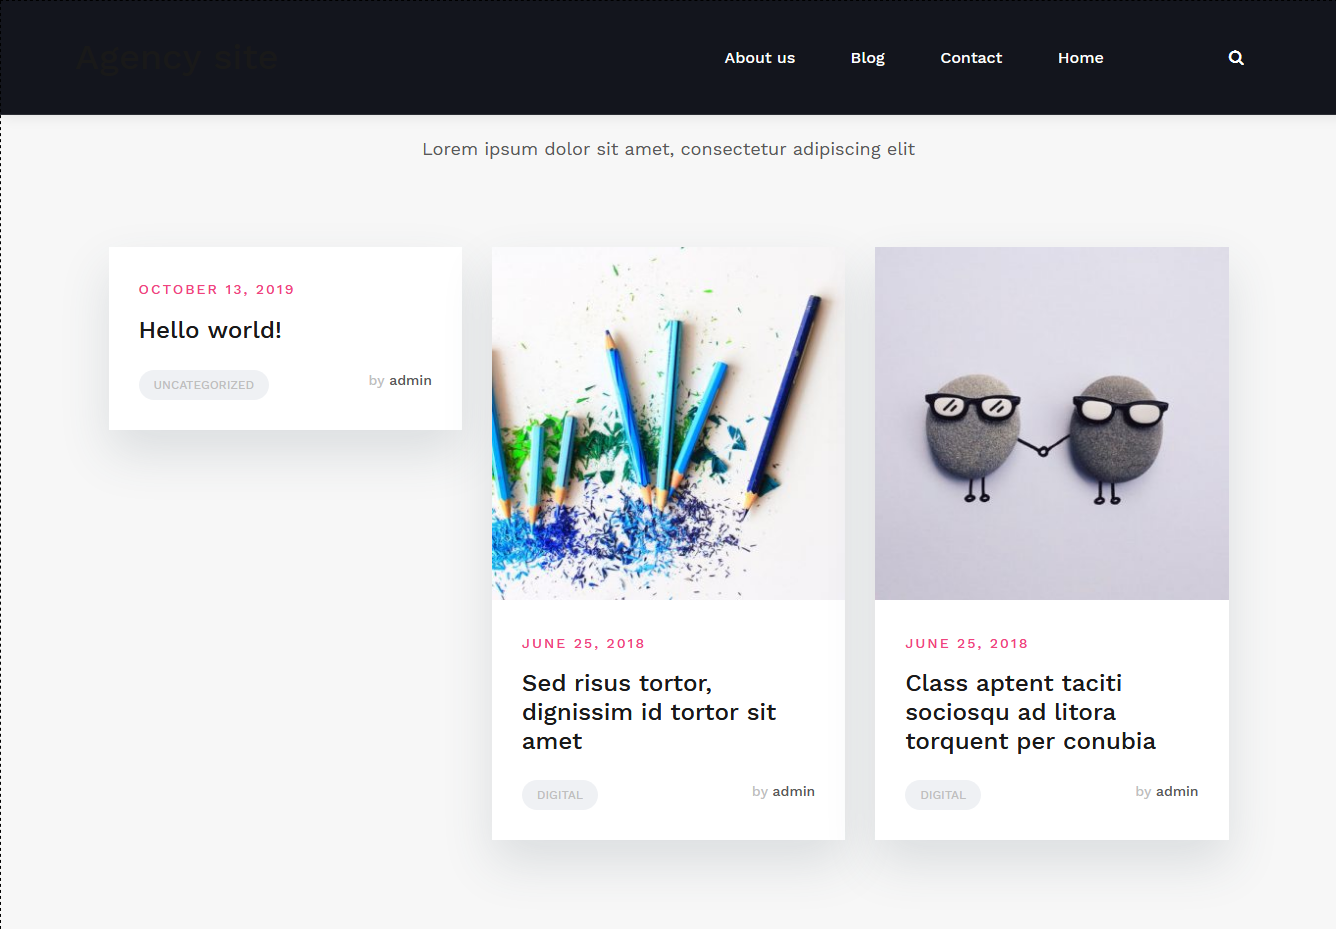 Agency site
About us
Blog
Contact
Home
Lorem ipsum dolor sit amet, consectetur adipiscing elit
OCTOBER 13, 2019
Hello world!
UNCATEGORIZED
by admin
JUNE 25, 2018
Sed risus tortor,
dignissim id tortor sit
amet
DIGITAL
by admin
JUNE 25, 2018
Class aptent taciti
sociosqu ad litora
torquent per conubia
DIGITAL
by admin